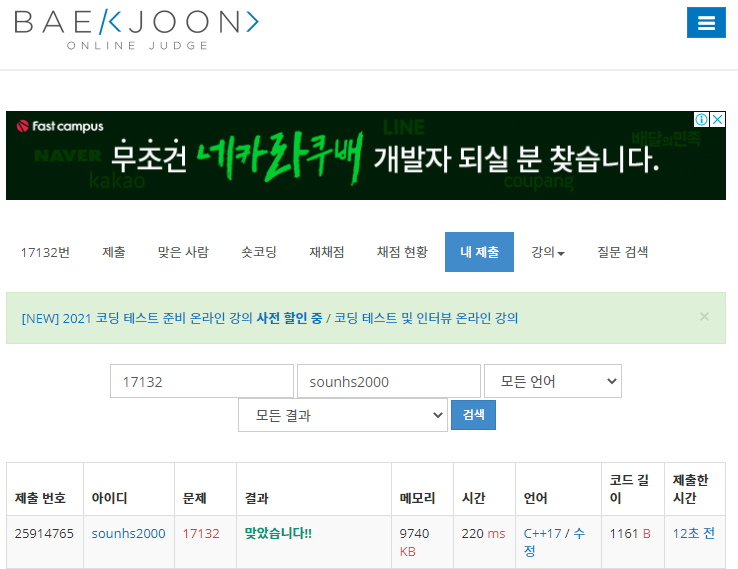 BAEKJOON>
ONLINE JUDGE
Fast campus
LINE
NAVER
kakao
배달의민족
coupang
무조건 네카라쿠배 개발자 되실 분 찾습니다.
17132번 제출 맞은 사람 숏코딩 재채점 채점 현황 내 제출 강의 질문 검색
[NEW] 2021 코딩 테스트 준비 온라인 강의 사전 할인 중 / 코딩 테스트 및 인터뷰 온라인 강의 ×
17132 sounhs2000 모든 언어
모든 결과 검색
제출 번호 아이디 문제 결과 메모리 시간 언어 코드 길이 제출한 시간
25914765 sounhs2000 17132 맞았습니다!! 9740 KB 220 ms C++17 / 수정 1161 B 12초 전